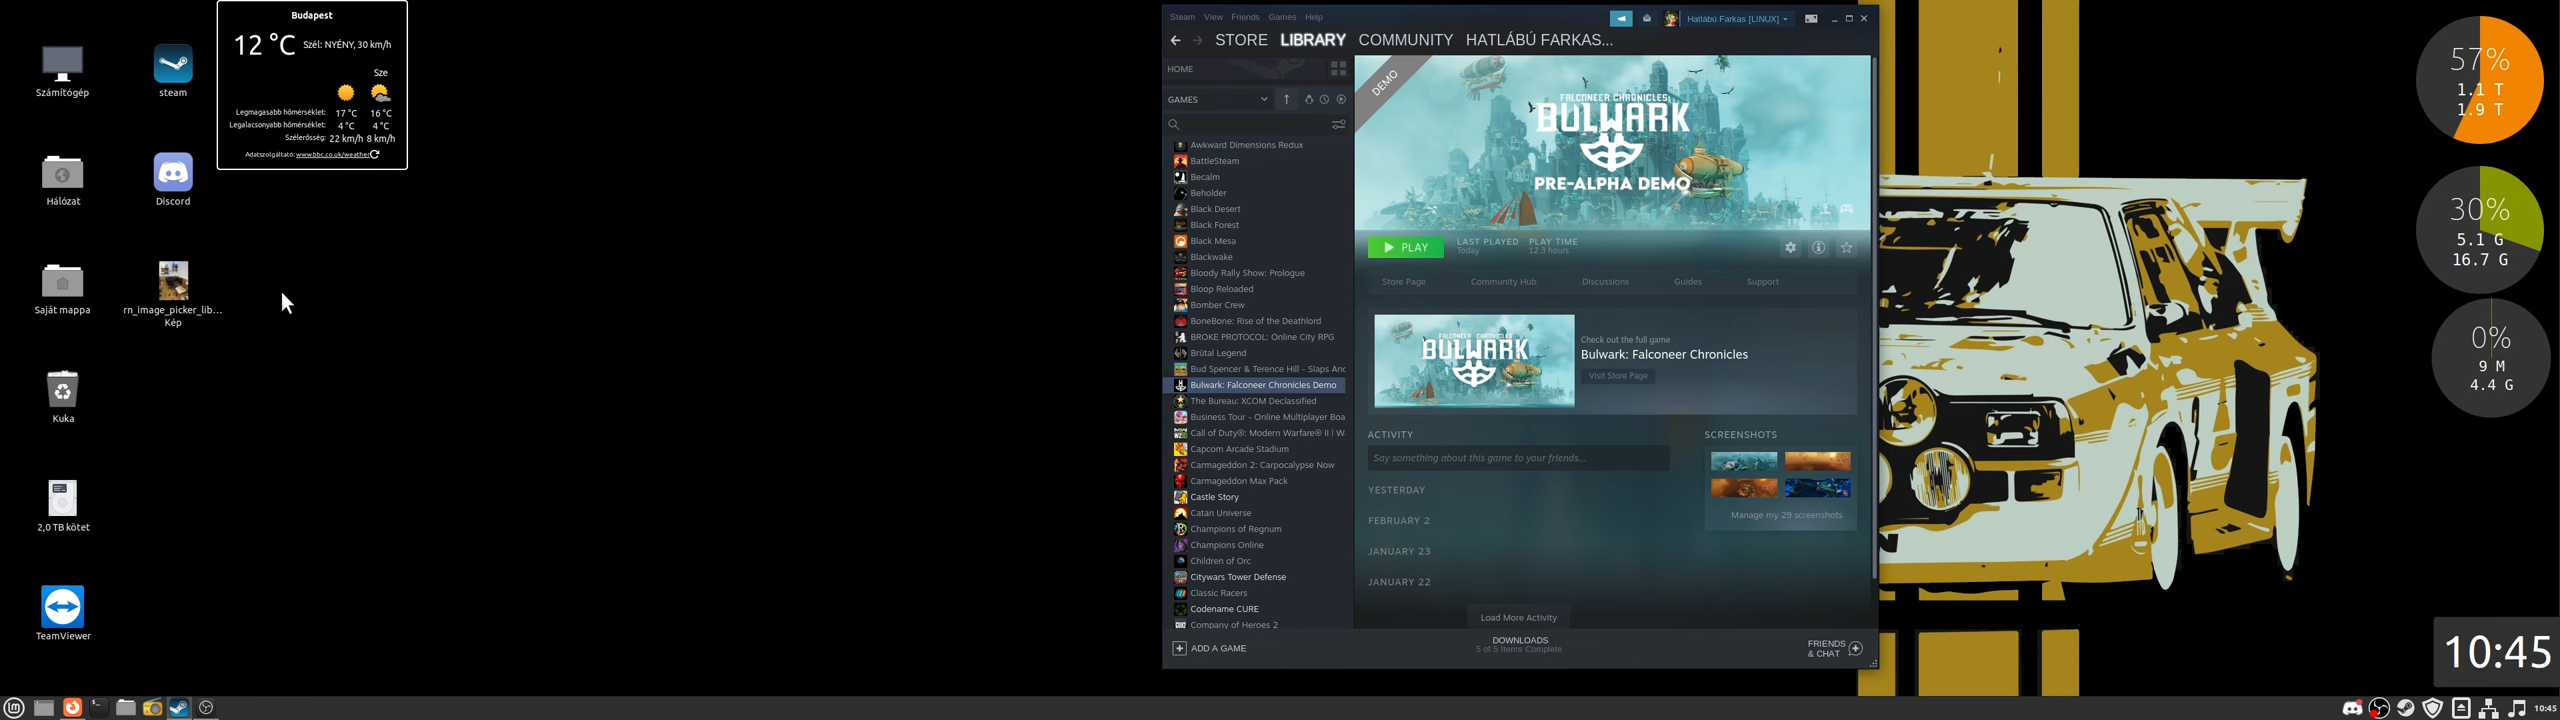 Számítógép
steam
Hálózat
Discord
Saját mappa
rn_image_picker_lib…
Kép
Kuka
2,0 TB kötet
TeamViewer
Budapest
12 °C Szél: NYÉNY, 30 km/h
Sze
Legmagasabb hőmérséklet: 17 °C 16 °C
Legalacsonyabb hőmérséklet: 4 °C 4 °C
Szélerősség: 22 km/h 8 km/h
Adatszolgáltató: www.bbc.co.uk/weather
Steam View Friends Games Help
Hatlábú Farkas [LINUX]
STORE LIBRARY COMMUNITY HATLÁBÚ FARKAS...
HOME
GAMES
Awkward Dimensions Redux
BattleSteam
Becalm
Beholder
Black Desert
Black Forest
Black Mesa
Blackwake
Bloody Rally Show: Prologue
Bloop Reloaded
Bomber Crew
BoneBone: Rise of the Deathlord
BROKE PROTOCOL: Online City RPG
Brütal Legend
Bud Spencer & Terence Hill - Slaps And
Bulwark: Falconeer Chronicles Demo
The Bureau: XCOM Declassified
Business Tour - Online Multiplayer Boa
Call of Duty®: Modern Warfare® II | W
Capcom Arcade Stadium
Carmageddon 2: Carpocalypse Now
Carmageddon Max Pack
Castle Story
Catan Universe
Champions of Regnum
Champions Online
Children of Orc
Citywars Tower Defense
Classic Racers
Codename CURE
Company of Heroes 2
ADD A GAME
DEMO
FALCONEER CHRONICLES
BULWARK
PRE-ALPHA DEMO
PLAY
LAST PLAYED
Today
PLAY TIME
12.3 hours
Store Page Community Hub Discussions Guides Support
FALCONEER CHRONICLES
BULWARK
Check out the full game
Bulwark: Falconeer Chronicles
Visit Store Page
ACTIVITY
Say something about this game to your friends...
YESTERDAY
FEBRUARY 2
JANUARY 23
JANUARY 22
Load More Activity
SCREENSHOTS
Manage my 29 screenshots
DOWNLOADS
5 of 5 Items Complete
FRIENDS
& CHAT
57%
1.1 T
1.9 T
30%
5.1 G
16.7 G
0%
9 M
4.4 G
10:45
10:45